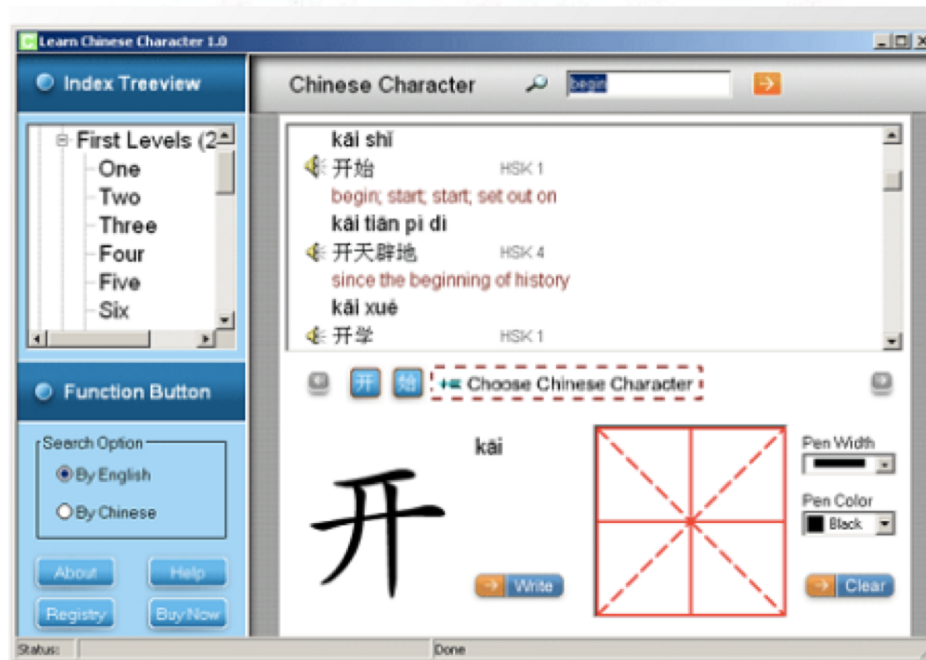 Learn Chinese Character 1.0
Index Treeview
Chinese Character
begin
First Levels (2
One
Two
Three
Four
Five
Six
kāi shǐ
开始 HSK 1
begin; start; start; set out on
kāi tiān pì dì
开天辟地 HSK 4
since the beginning of history
kāi xué
开学 HSK 1
开 始 Choose Chinese Character
Function Button
Search Option
By English
By Chinese
About Help
Registry Buy Now
kāi
开
Write
Pen Width
Pen Color
Black
Clear
Status: Done